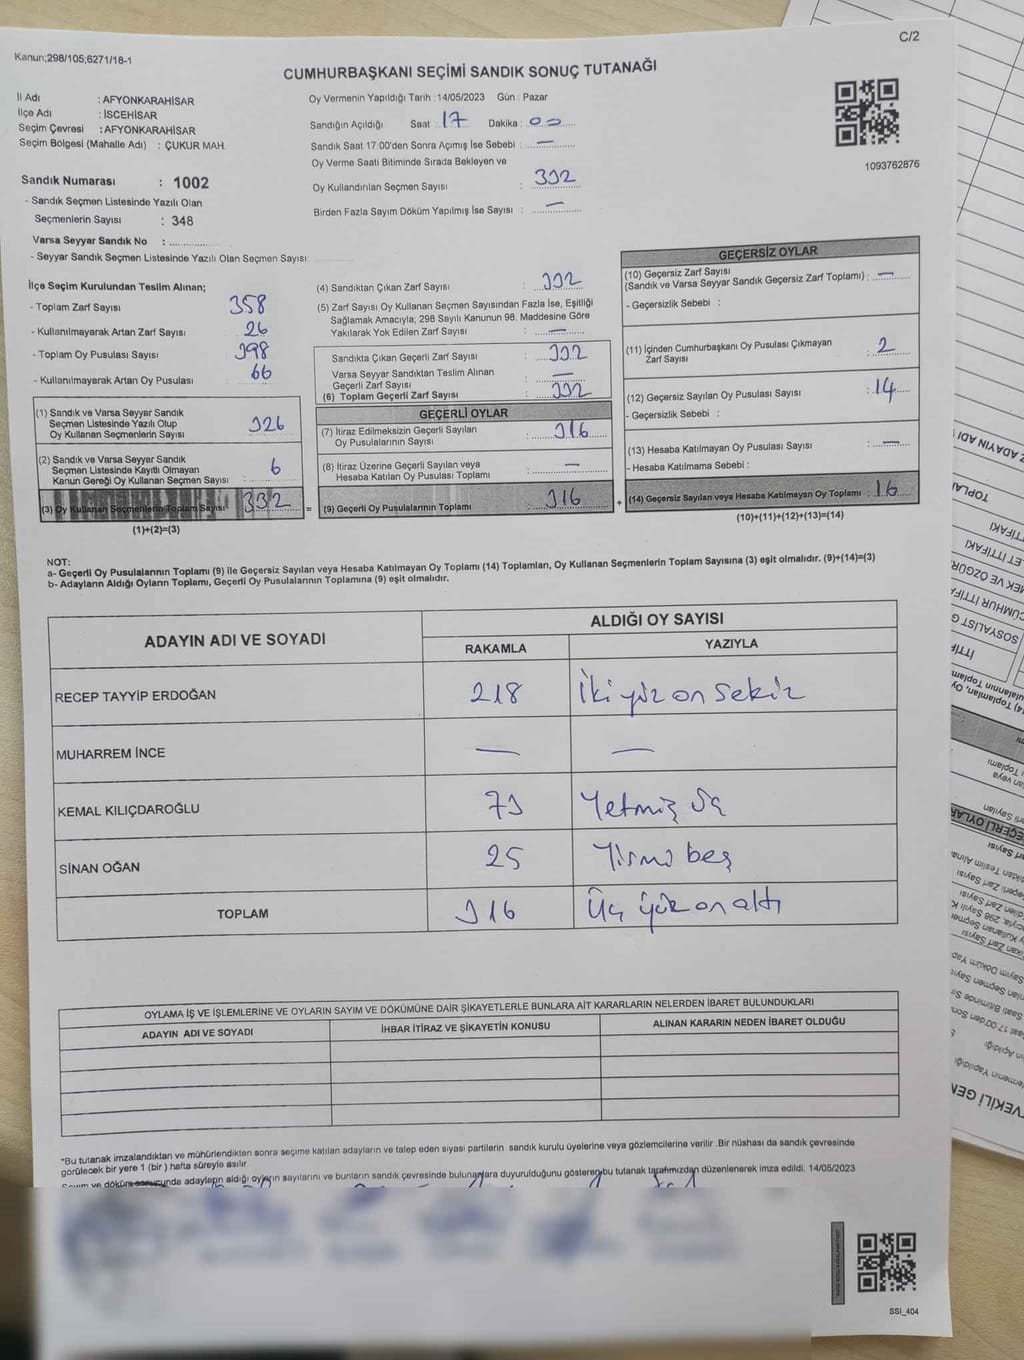 C/2
Kanun;298/105;6271/18-1
CUMHURBAŞKANI SEÇİMİ SANDIK SONUÇ TUTANAĞI
İl Adı : AFYONKARAHİSAR
İlçe Adı : İSCEHİSAR
Seçim Çevresi : AFYONKARAHİSAR
Seçim Bölgesi (Mahalle Adı) : ÇUKUR MAH.
Sandık Numarası : 1002
- Sandık Seçmen Listesinde Yazılı Olan
Seçmenlerin Sayısı : 348
Varsa Seyyar Sandık No : ..............
- Seyyar Sandık Seçmen Listesinde Yazılı Olan Seçmen Sayısı:
Oy Vermenin Yapıldığı Tarih :14/05/2023 Gün : Pazar
Sandığın Açıldığı Saat : 17 Dakika : 00
Sandık Saat 17:00'den Sonra Açımış İse Sebebi : —
Oy Verme Saati Bitiminde Sırada Bekleyen ve
Oy Kullandırılan Seçmen Sayısı : 332
Birden Fazla Sayım Döküm Yapılmış İse Sayısı : —
1093762876
İlçe Seçim Kurulundan Teslim Alınan;
- Toplam Zarf Sayısı 358
- Kullanılmayarak Artan Zarf Sayısı 26
- Toplam Oy Pusulası Sayısı 398
- Kullanılmayarak Artan Oy Pusulası 66
(1) Sandık ve Varsa Seyyar Sandık
Seçmen Listesinde Yazılı Olup
Oy Kullanan Seçmenlerin Sayısı 326
(2) Sandık ve Varsa Seyyar Sandık
Seçmen Listesinde Kayıtlı Olmayan
Kanun Gereği Oy Kullanan Seçmen Sayısı : 6
(3) Oy Kullanan Seçmenlerin Toplam Sayısı 332
(1)+(2)=(3)
(4) Sandıktan Çıkan Zarf Sayısı : 332
(5) Zarf Sayısı Oy Kullanan Seçmen Sayısından Fazla İse, Eşitliği
Sağlamak Amacıyla; 298 Sayılı Kanunun 98. Maddesine Göre
Yakılarak Yok Edilen Zarf Sayısı : —
Sandıkta Çıkan Geçerli Zarf Sayısı : 332
Varsa Seyyar Sandıktan Teslim Alınan
Geçerli Zarf Sayısı : —
(6) Toplam Geçerli Zarf Sayısı : 332
GEÇERLİ OYLAR
(7) İtiraz Edilmeksizin Geçerli Sayılan
Oy Pusulalarının Sayısı : 316
(8) İtiraz Üzerine Geçerli Sayılan veya
Hesaba Katılan Oy Pusulası Toplamı : —
= (9) Geçerli Oy Pusulalarının Toplamı 316 +
GEÇERSİZ OYLAR
(10) Geçersiz Zarf Sayısı
(Sandık ve Varsa Seyyar Sandık Geçersiz Zarf Toplamı) : —
- Geçersizlik Sebebi :
(11) İçinden Cumhurbaşkanı Oy Pusulası Çıkmayan
Zarf Sayısı : 2
(12) Geçersiz Sayılan Oy Pusulası Sayısı : 14
- Geçersizlik Sebebi :
(13) Hesaba Katılmayan Oy Pusulası Sayısı : —
- Hesaba Katılmama Sebebi :
(14) Geçersiz Sayılan veya Hesaba Katılmayan Oy Toplamı : 16
(10)+(11)+(12)+(13)=(14)
NOT:
a- Geçerli Oy Pusulalarının Toplamı (9) ile Geçersiz Sayılan veya Hesaba Katılmayan Oy Toplamı (14) Toplamları, Oy Kullanan Seçmenlerin Toplam Sayısına (3) eşit olmalıdır. (9)+(14)=(3)
b- Adayların Aldığı Oyların Toplamı, Geçerli Oy Pusulalarının Toplamına (9) eşit olmalıdır.
ADAYIN ADI VE SOYADI
ALDIĞI OY SAYISI
RAKAMLA YAZIYLA
RECEP TAYYİP ERDOĞAN 218 İki yüz on sekiz
MUHARREM İNCE — —
KEMAL KILIÇDAROĞLU 73 Yetmiş üç
SİNAN OĞAN 25 Yirmi beş
TOPLAM 316 Üç yüz on altı
OYLAMA İŞ VE İŞLEMLERİNE VE OYLARIN SAYIM VE DÖKÜMÜNE DAİR ŞİKAYETLERLE BUNLARA AİT KARARLARIN NELERDEN İBARET BULUNDUKLARI
ADAYIN ADI VE SOYADI İHBAR İTİRAZ VE ŞİKAYETİN KONUSU ALINAN KARARIN NEDEN İBARET OLDUĞU
*Bu tutanak imzalandıktan ve mühürlendikten sonra seçime katılan adayların ve talep eden siyasi partilerin sandık kurulu üyelerine veya gözlemcilerine verilir .Bir nüshası da sandık çevresinde
görülecek bir yere 1 (bir ) hafta süreyle asılır.
Sayım ve döküm sonucunda adayların aldığı oyların sayılarını ve bunların sandık çevresinde bulunanlara duyurulduğunu gösteren bu tutanak tarafımızdan düzenlenerek imza edildi. 14/05/2023
SSİ_404